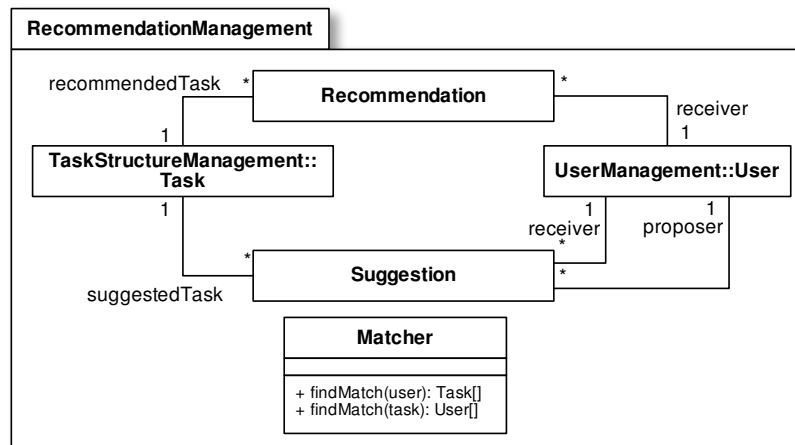 RecommendationManagement
recommendedTask
*
Recommendation
*
receiver
1
1
TaskStructureManagement::
Task
UserManagement::User
1
1
1
receiver
proposer
*
*
Suggestion
*
suggestedTask
Matcher
+ findMatch(user): Task[]
+ findMatch(task): User[]